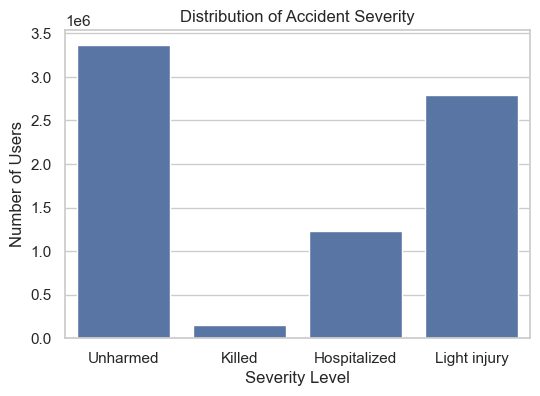 Distribution of Accident Severity
1e6
3.5
3.0
2.5
2.0
1.5
1.0
0.5
0.0
Number of Users
Unharmed Killed Hospitalized Light injury
Severity Level